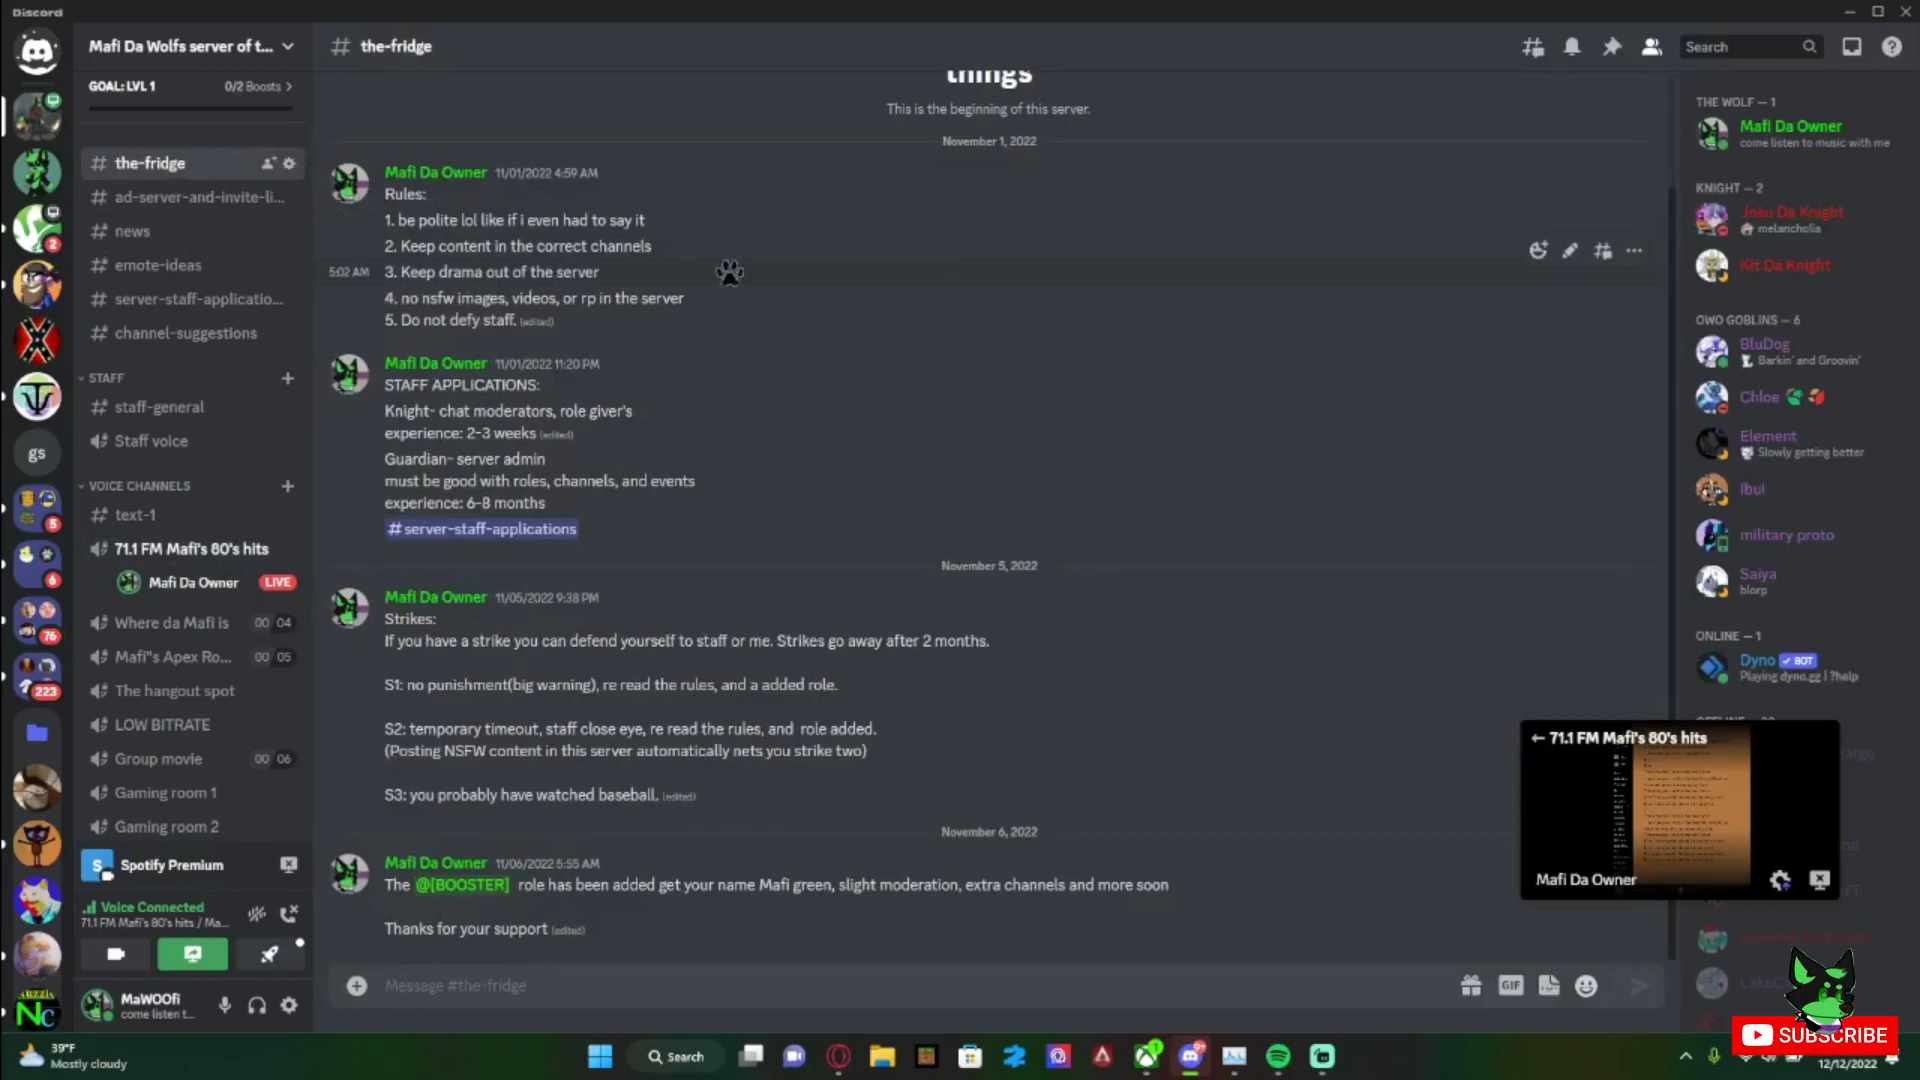 Discord
Mafi Da Wolfs server of t...
GOAL: LVL 1
0/2 Boosts
the-fridge
ad-server-and-invite-li...
news
emote-ideas
server-staff-applicatio...
channel-suggestions
STAFF
staff-general
Staff voice
VOICE CHANNELS
text-1
71.1 FM Mafi's 80's hits
Mafi Da Owner LIVE
Where da Mafi is 00 04
Mafi"s Apex Ro... 00 05
The hangout spot
LOW BITRATE
Group movie 00 06
Gaming room 1
Gaming room 2
Spotify Premium
Voice Connected
71.1 FM Mafi's 80's hits / Ma...
MaWOOfi
come listen t...
gs
2
5
6
76
223
Nc
# the-fridge
Search
things
This is the beginning of this server.
November 1, 2022
Mafi Da Owner 11/01/2022 4:59 AM
Rules:
1. be polite lol like if i even had to say it
2. Keep content in the correct channels
5:02 AM 3. Keep drama out of the server
4. no nsfw images, videos, or rp in the server
5. Do not defy staff. (edited)
Mafi Da Owner 11/01/2022 11:20 PM
STAFF APPLICATIONS:
Knight- chat moderators, role giver's
experience: 2-3 weeks (edited)
Guardian- server admin
must be good with roles, channels, and events
experience: 6-8 months
#server-staff-applications
November 5, 2022
Mafi Da Owner 11/05/2022 9:38 PM
Strikes:
If you have a strike you can defend yourself to staff or me. Strikes go away after 2 months.
S1: no punishment(big warning), re read the rules, and a added role.
S2: temporary timeout, staff close eye, re read the rules, and role added.
(Posting NSFW content in this server automatically nets you strike two)
S3: you probably have watched baseball. (edited)
November 6, 2022
Mafi Da Owner 11/06/2022 5:55 AM
The @[BOOSTER] role has been added get your name Mafi green, slight moderation, extra channels and more soon
Thanks for your support (edited)
Message #the-fridge
GIF
THE WOLF — 1
Mafi Da Owner
come listen to music with me
KNIGHT — 2
Joku Da Knight
melancholia
Kit Da Knight
OWO GOBLINS — 6
BluDog
Barkin' and Groovin'
Chloe
Element
Slowly getting better
Ibui
military proto
Saiya
blorp
ONLINE — 1
Dyno BOT
Playing dyno.gg | ?help
71.1 FM Mafi's 80's hits
Mafi Da Owner
SUBSCRIBE
39°F
Mostly cloudy
Search
12/12/2022